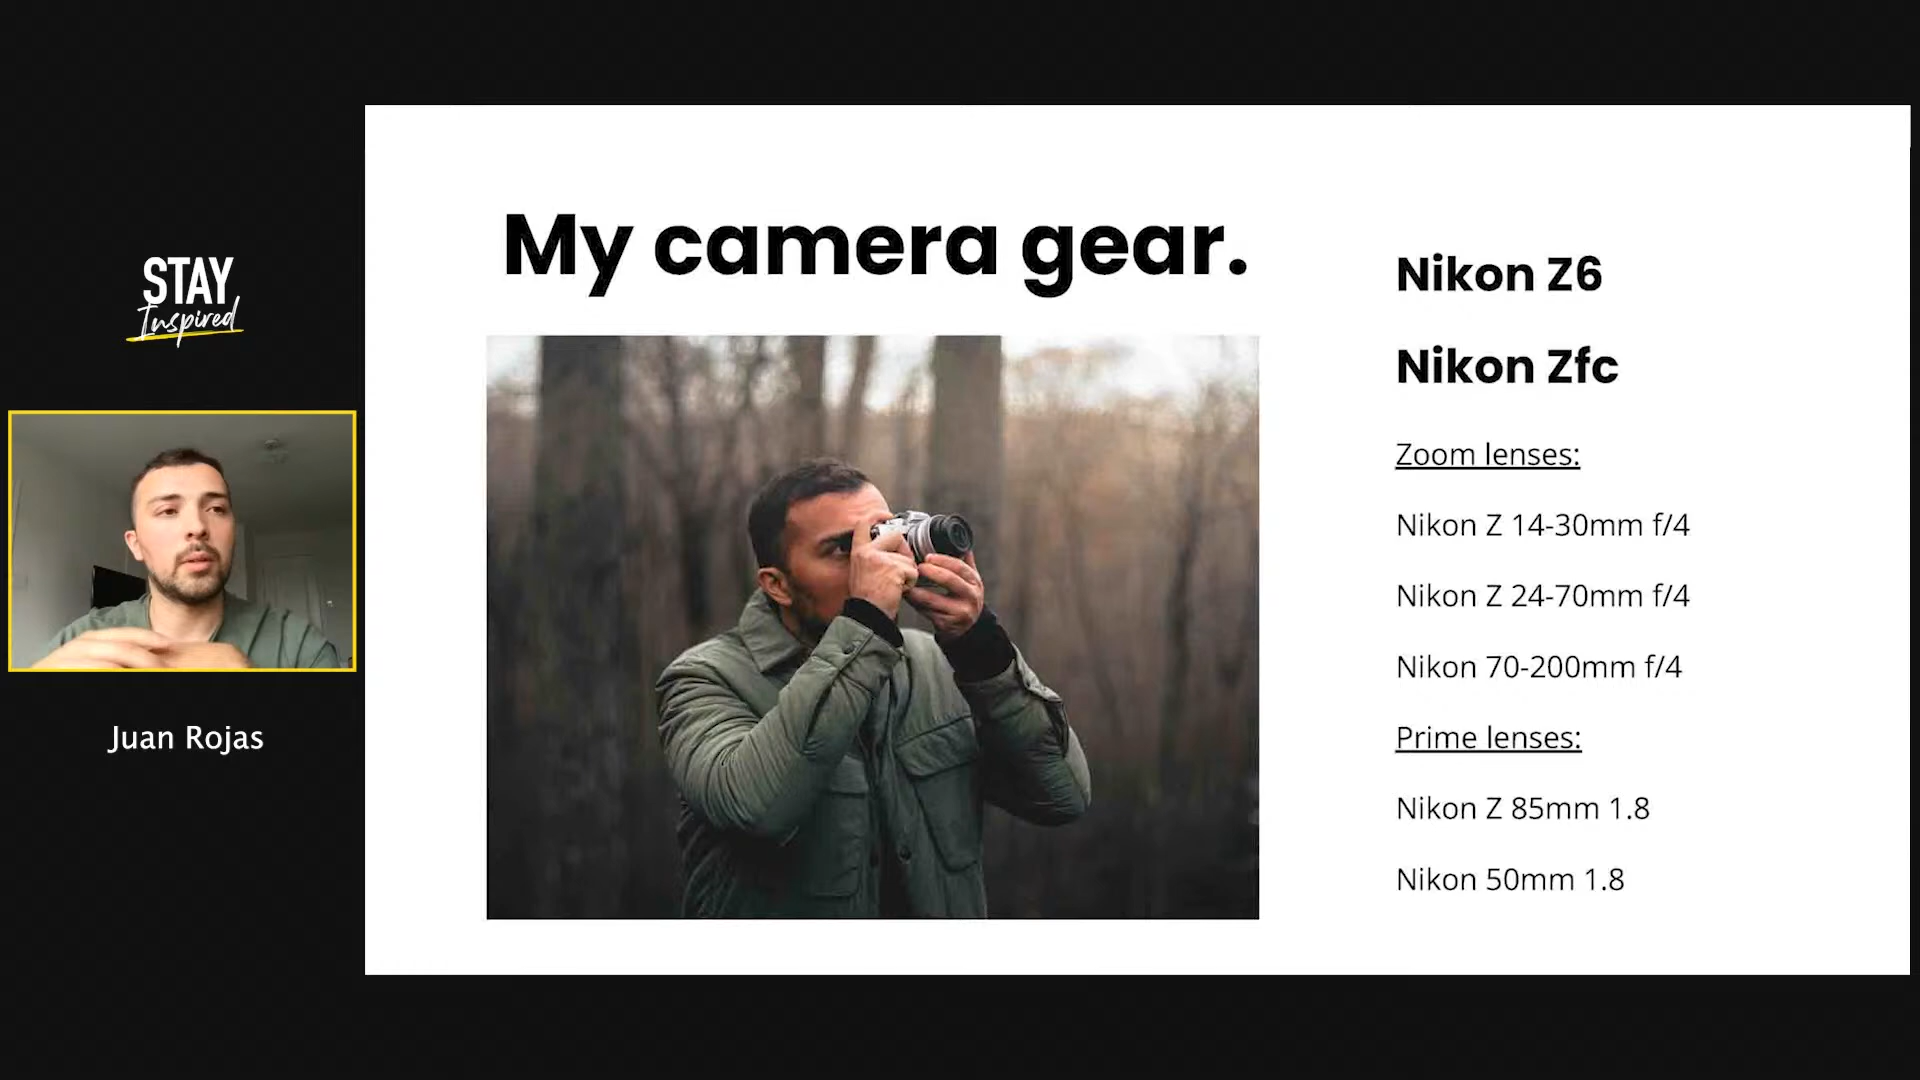 STAY
Inspired
Juan Rojas
My camera gear.
Nikon Z6
Nikon Zfc
Zoom lenses:
Nikon Z 14-30mm f/4
Nikon Z 24-70mm f/4
Nikon 70-200mm f/4
Prime lenses:
Nikon Z 85mm 1.8
Nikon 50mm 1.8